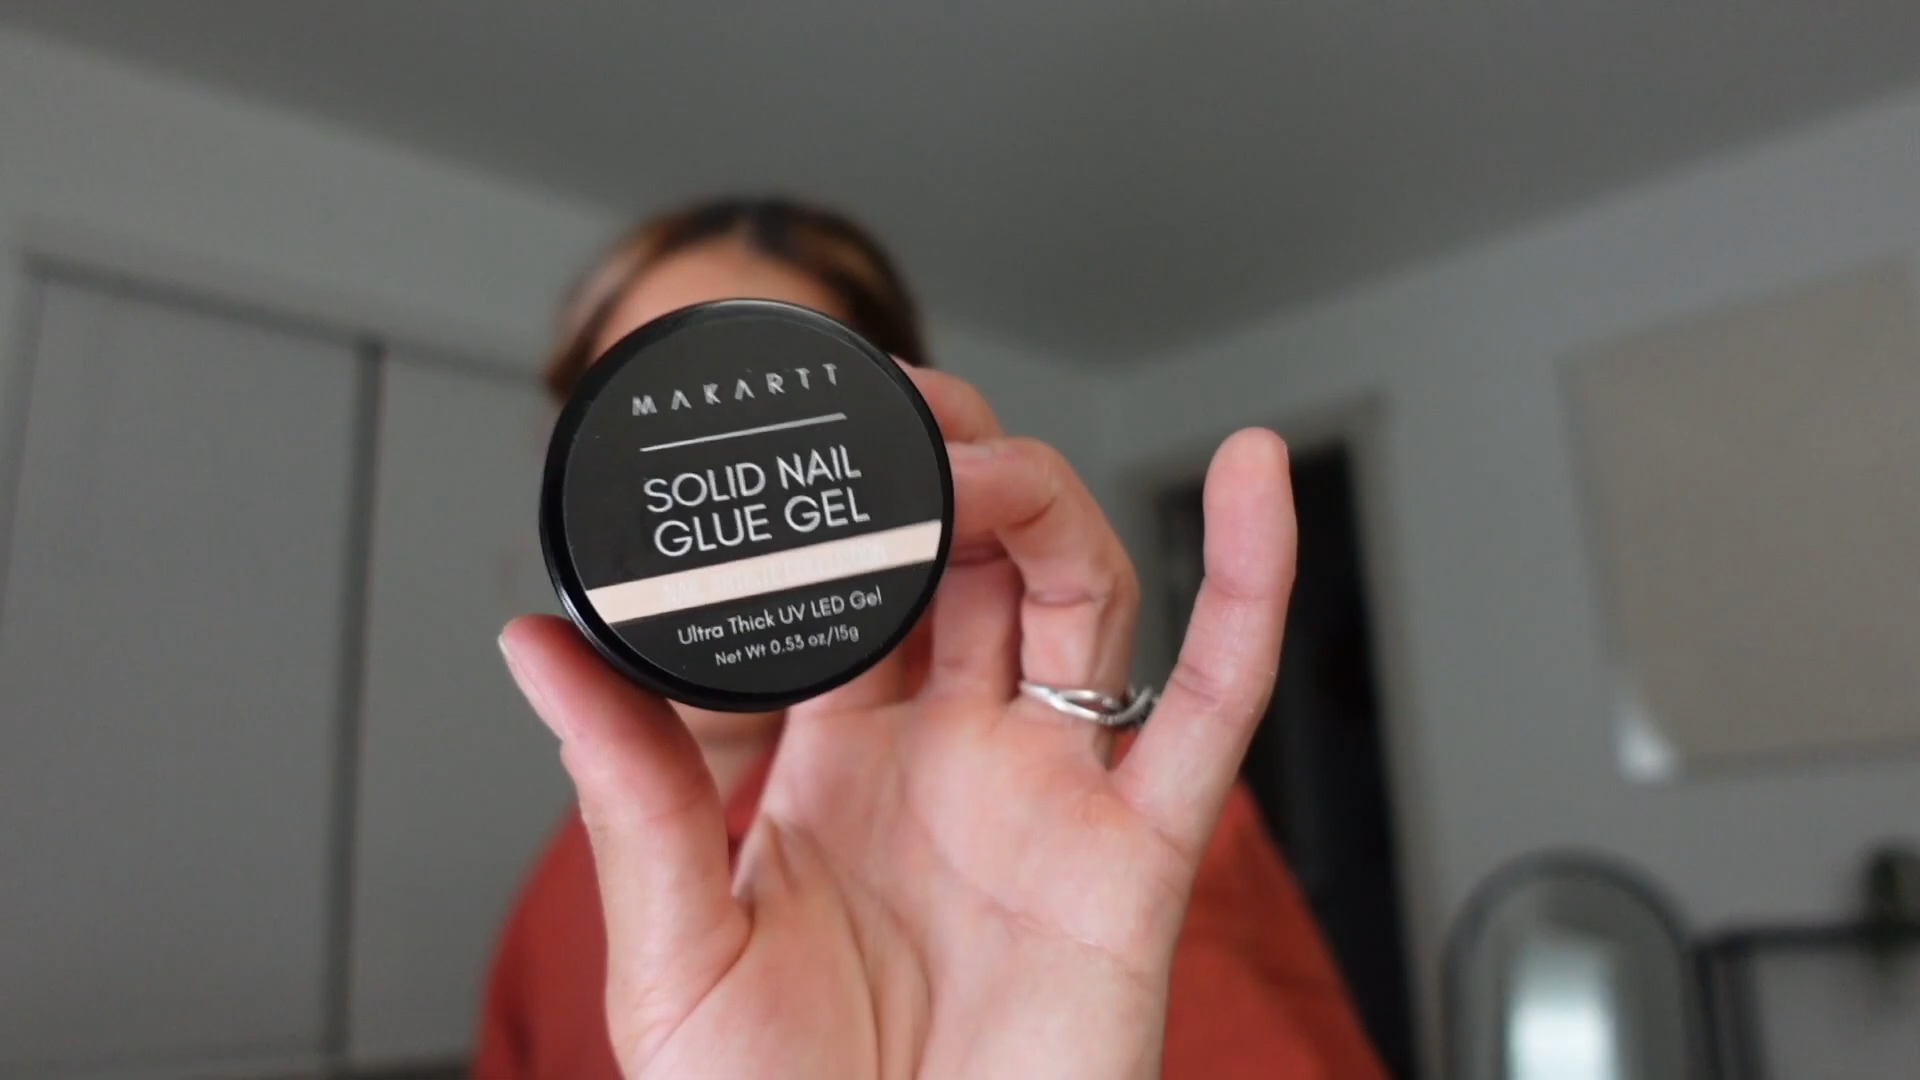 MAKARTT
SOLID NAIL
GLUE GEL
Ultra Thick UV LED Gel
Net Wt 0.53 oz/15g